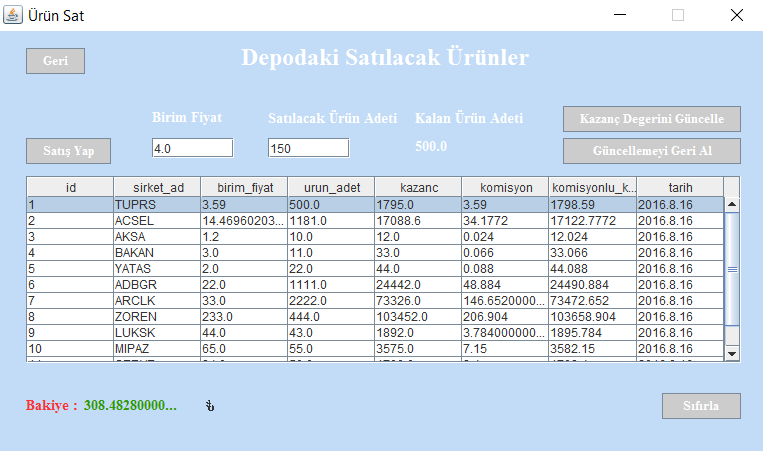 Ürün Sat
Geri
Depodaki Satılacak Ürünler
Birim Fiyat Satılacak Ürün Adeti Kalan Ürün Adeti Kazanç Degerini Güncelle
Satış Yap 4.0 150 500.0 Güncellemeyi Geri Al
id sirket_ad birim_fiyat urun_adet kazanc komisyon komisyonlu_k... tarih
1 TUPRS 3.59 500.0 1795.0 3.59 1798.59 2016.8.16
2 ACSEL 14.46960203... 1181.0 17088.6 34.1772 17122.7772 2016.8.16
3 AKSA 1.2 10.0 12.0 0.024 12.024 2016.8.16
4 BAKAN 3.0 11.0 33.0 0.066 33.066 2016.8.16
5 YATAS 2.0 22.0 44.0 0.088 44.088 2016.8.16
6 ADBGR 22.0 1111.0 24442.0 48.884 24490.884 2016.8.16
7 ARCLK 33.0 2222.0 73326.0 146.6520000... 73472.652 2016.8.16
8 ZOREN 233.0 444.0 103452.0 206.904 103658.904 2016.8.16
9 LUKSK 44.0 43.0 1892.0 3.784000000... 1895.784 2016.8.16
10 MIPAZ 65.0 55.0 3575.0 7.15 3582.15 2016.8.16
Bakiye : 308.48280000... Sıfırla